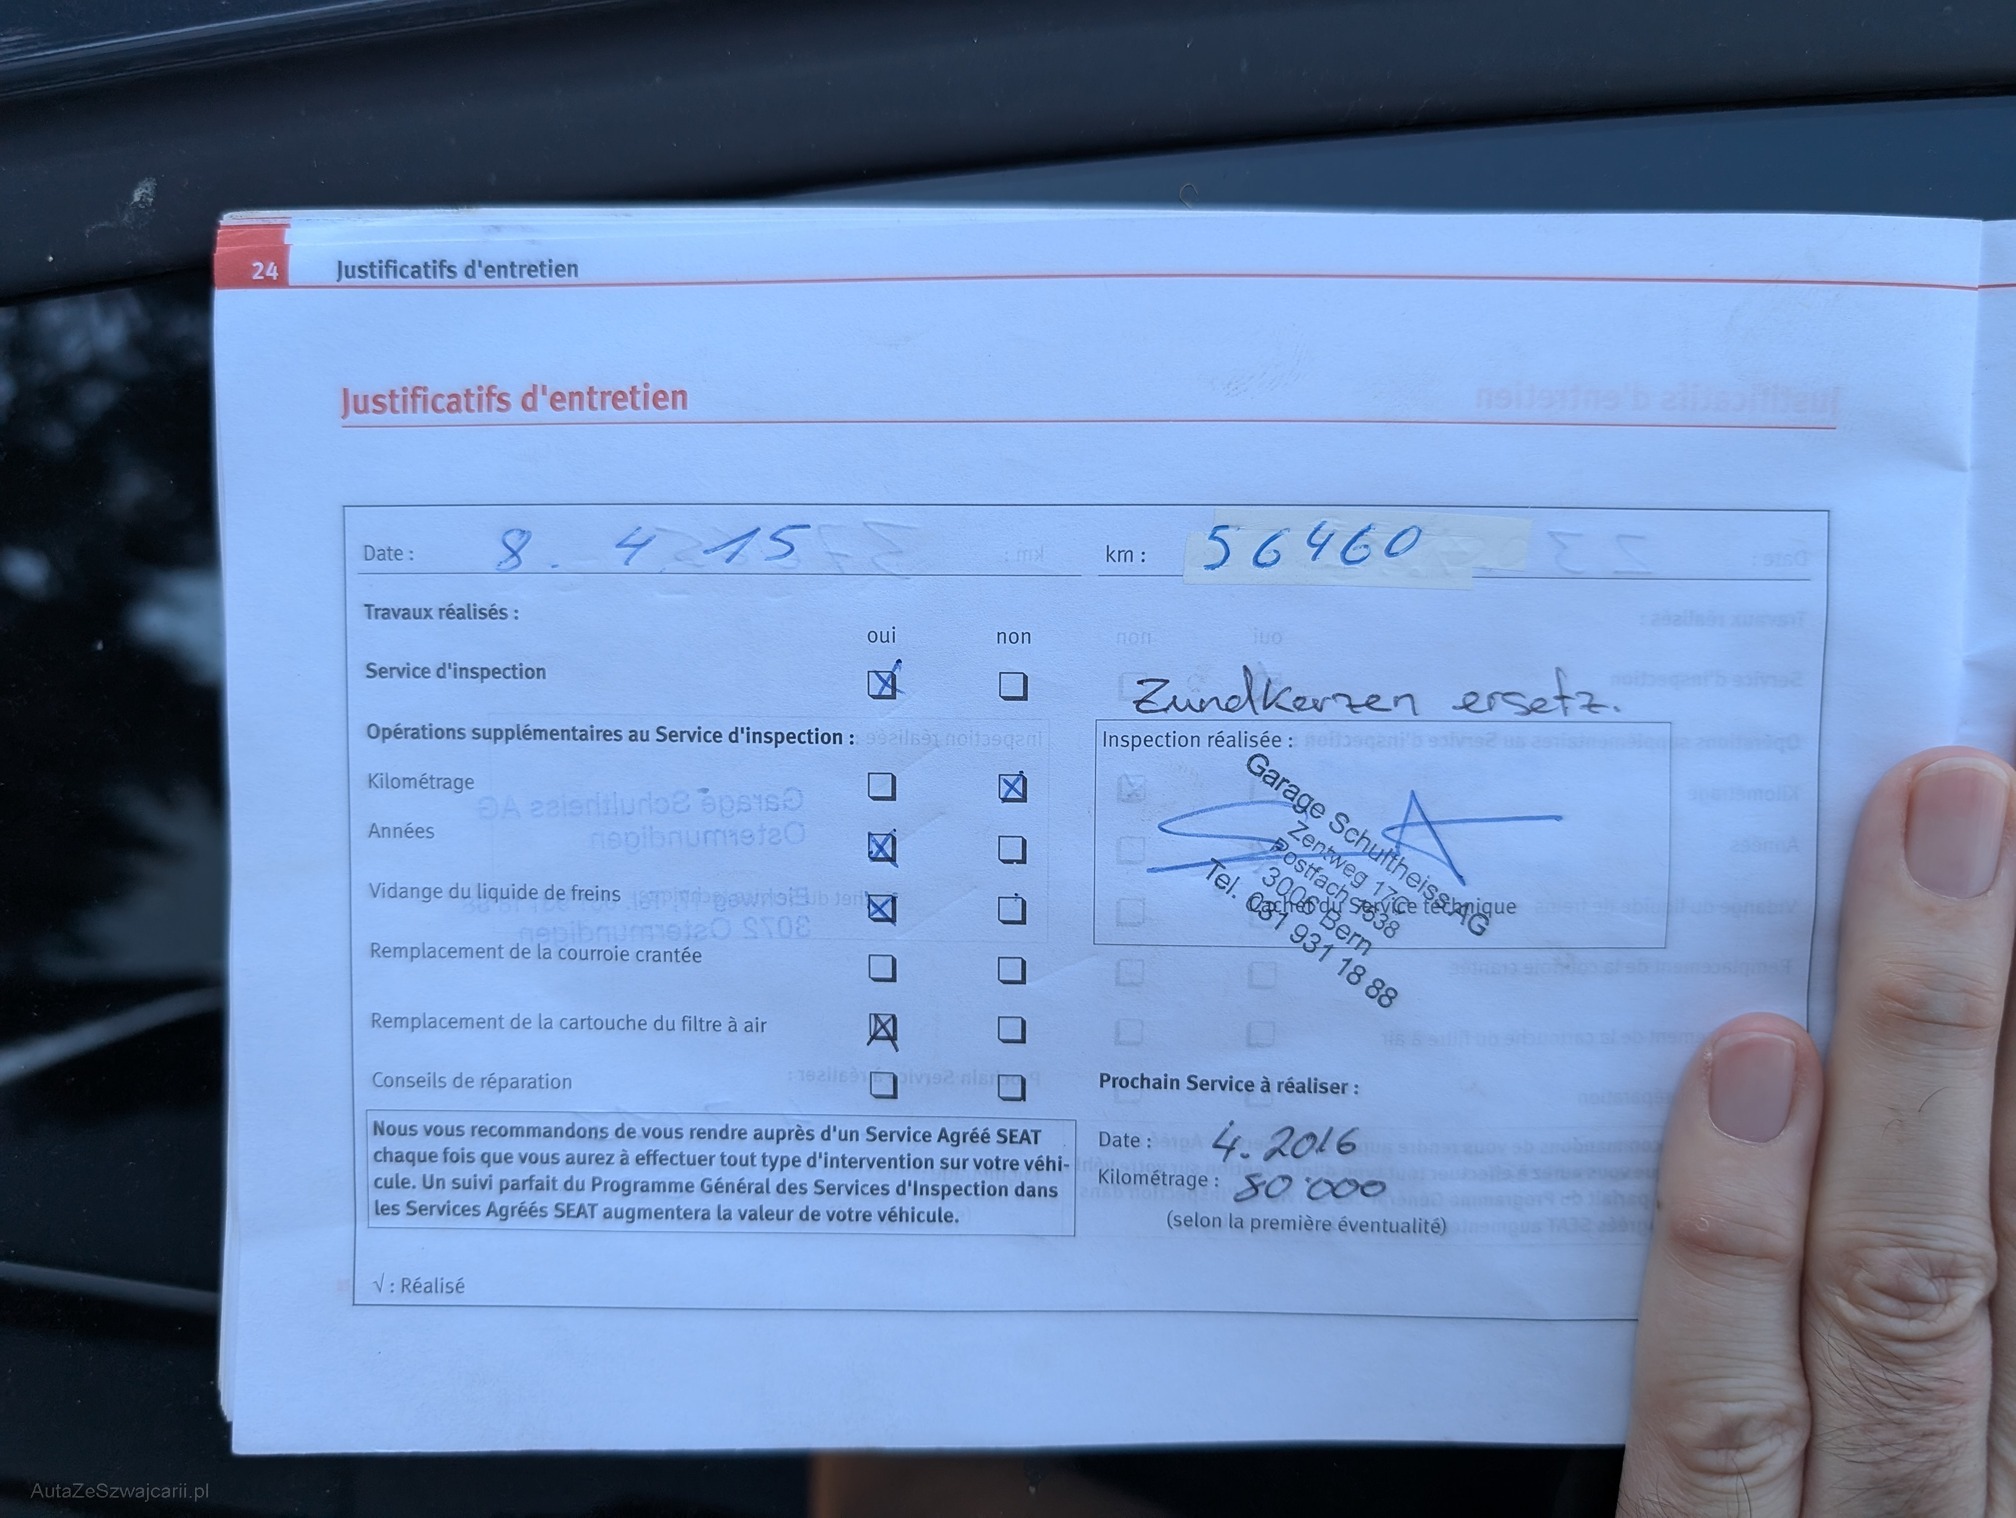 24 Justificatifs d'entretien
Justificatifs d'entretien
Date : 8. 4. 15 km : 56460
Travaux réalisés :
oui non
Service d'inspection
Zundkerzen ersetz.
Opérations supplémentaires au Service d'inspection :
Inspection réalisée :
Kilométrage
Années
Vidange du liquide de freins
Remplacement de la courroie crantée
Remplacement de la cartouche du filtre à air
Conseils de réparation
Garage Schultheiss AG
Zentweg 17c
Postfach
3006 Bern
Tel. 031 931 18 88
Cachet du Service technique
Prochain Service à réaliser :
Date : 4. 2016
Kilométrage : 80'000
(selon la première éventualité)
Nous vous recommandons de vous rendre auprès d'un Service Agréé SEAT
chaque fois que vous aurez à effectuer tout type d'intervention sur votre véhi-
cule. Un suivi parfait du Programme Général des Services d'Inspection dans
les Services Agréés SEAT augmentera la valeur de votre véhicule.
√ : Réalisé
AutaZeSzwajcarii.pl